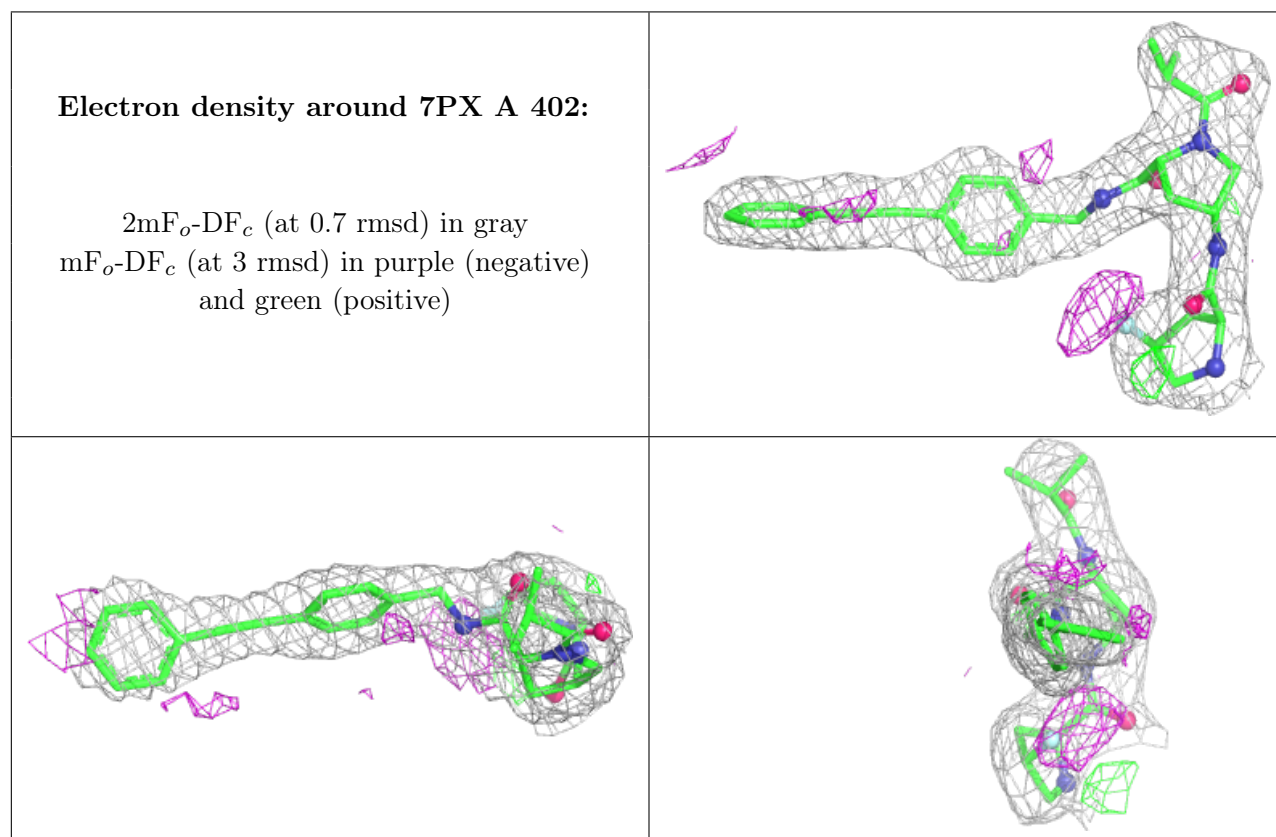 Electron density around 7PX A 402:
2mFo-DFc (at 0.7 rmsd) in gray
mFo-DFc (at 3 rmsd) in purple (negative)
and green (positive)